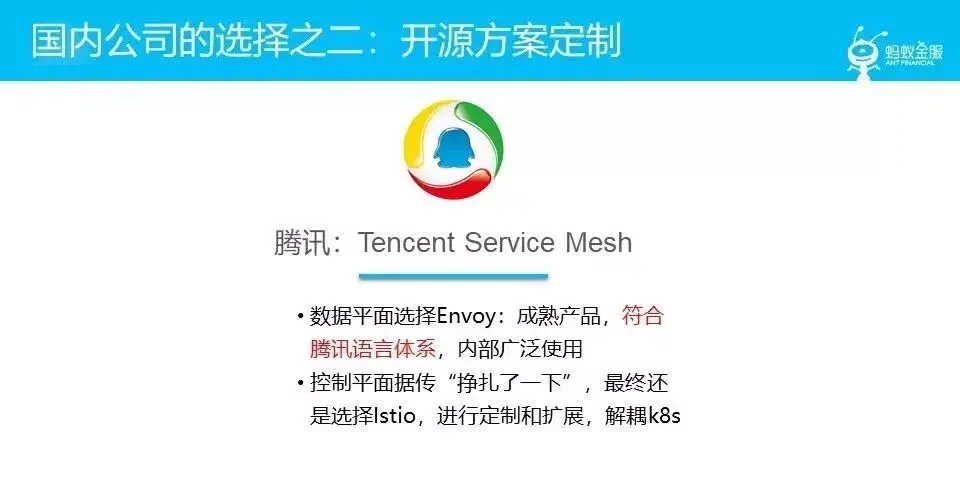 国内公司的选择之二：开源方案定制
蚂蚁金服
ANT FINANCIAL
腾讯：Tencent Service Mesh
• 数据平面选择Envoy：成熟产品，符合
腾讯语言体系，内部广泛使用
• 控制平面据传“挣扎了一下”，最终还
是选择Istio，进行定制和扩展，解耦k8s